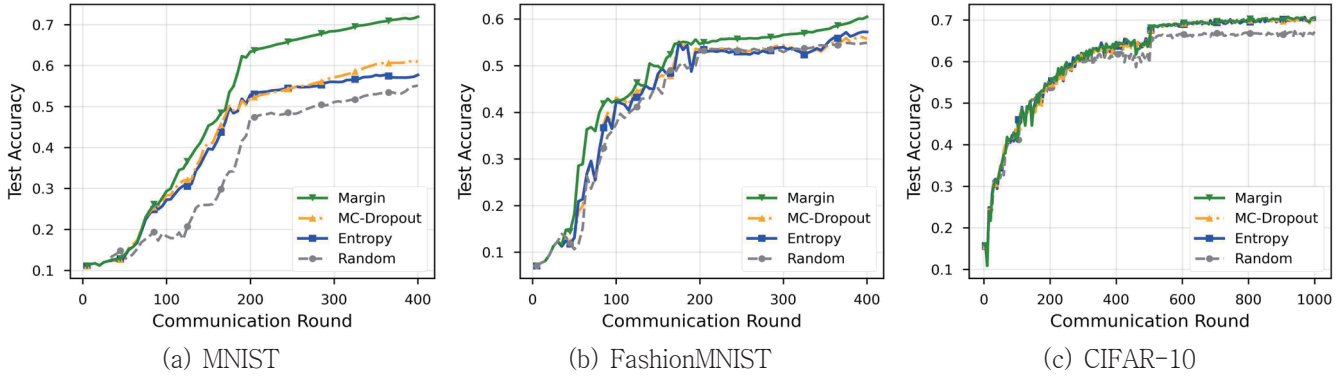 Test Accuracy
0.7
0.6
0.5
0.4
0.3
0.2
0.1
0 100 200 300 400
Communication Round
Margin
MC-Dropout
Entropy
Random
(a) MNIST
Test Accuracy
0.6
0.5
0.4
0.3
0.2
0.1
0 100 200 300 400
Communication Round
Margin
MC-Dropout
Entropy
Random
(b) FashionMNIST
Test Accuracy
0.7
0.6
0.5
0.4
0.3
0.2
0.1
0 200 400 600 800 1000
Communication Round
Margin
MC-Dropout
Entropy
Random
(c) CIFAR-10